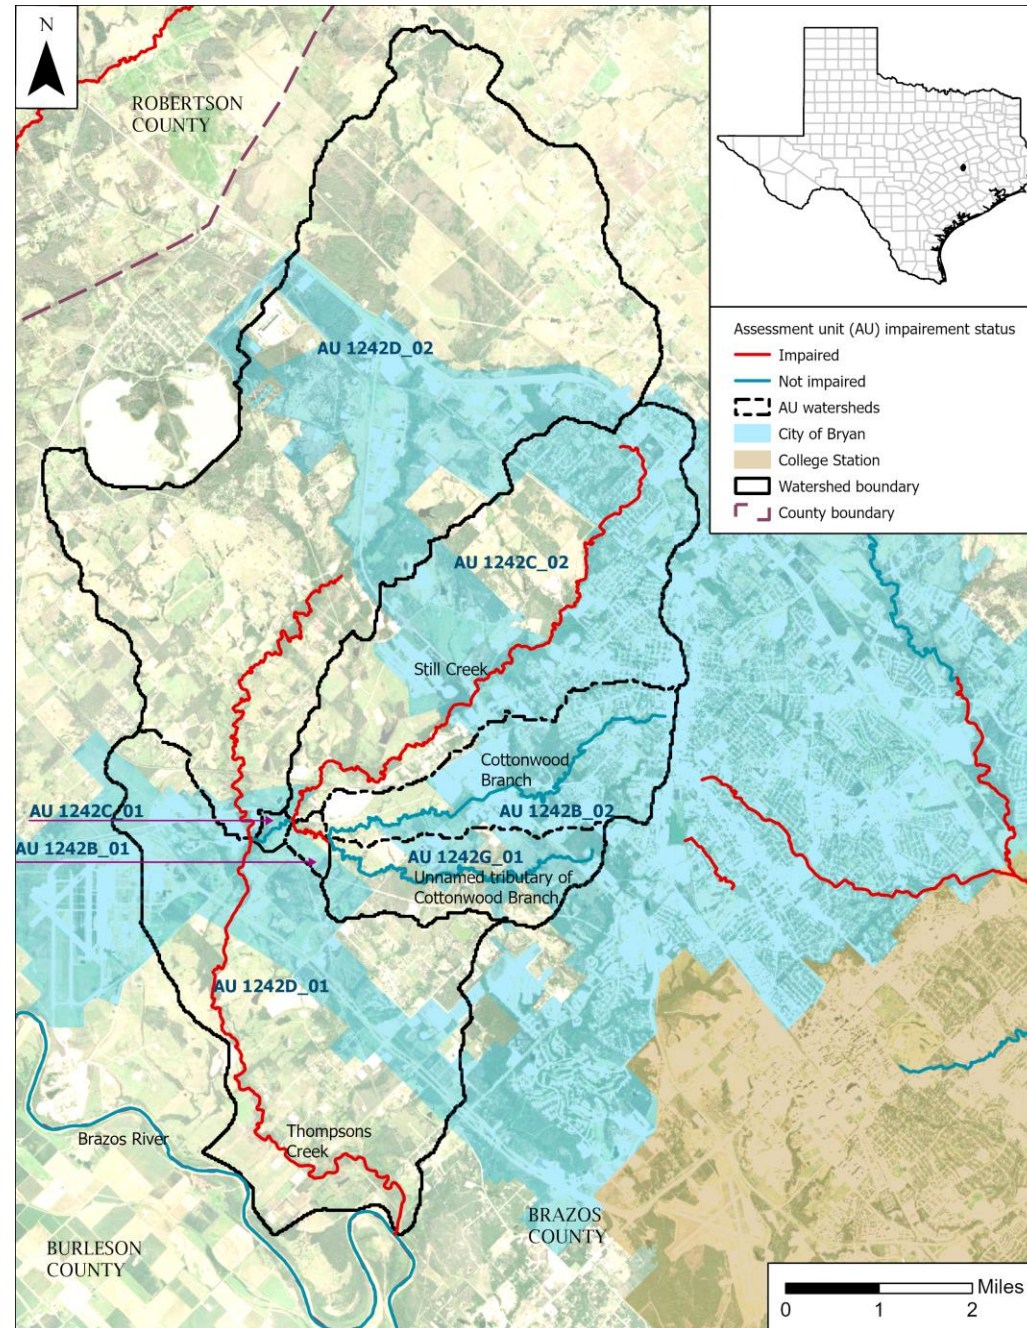 N
ROBERTSON
COUNTY
Assessment unit (AU) impairement status
Impaired
Not impaired
AU watersheds
City of Bryan
College Station
Watershed boundary
County boundary
AU 1242D_02
AU 1242C_02
Still Creek
Cottonwood
Branch
AU 1242C_01
AU 1242B_02
AU 1242B_01
AU 1242G_01
Unnamed tributary of
Cottonwood Branch
AU 1242D_01
Brazos River
Thompsons
Creek
BRAZOS
COUNTY
BURLESON
COUNTY
Miles
0 1 2